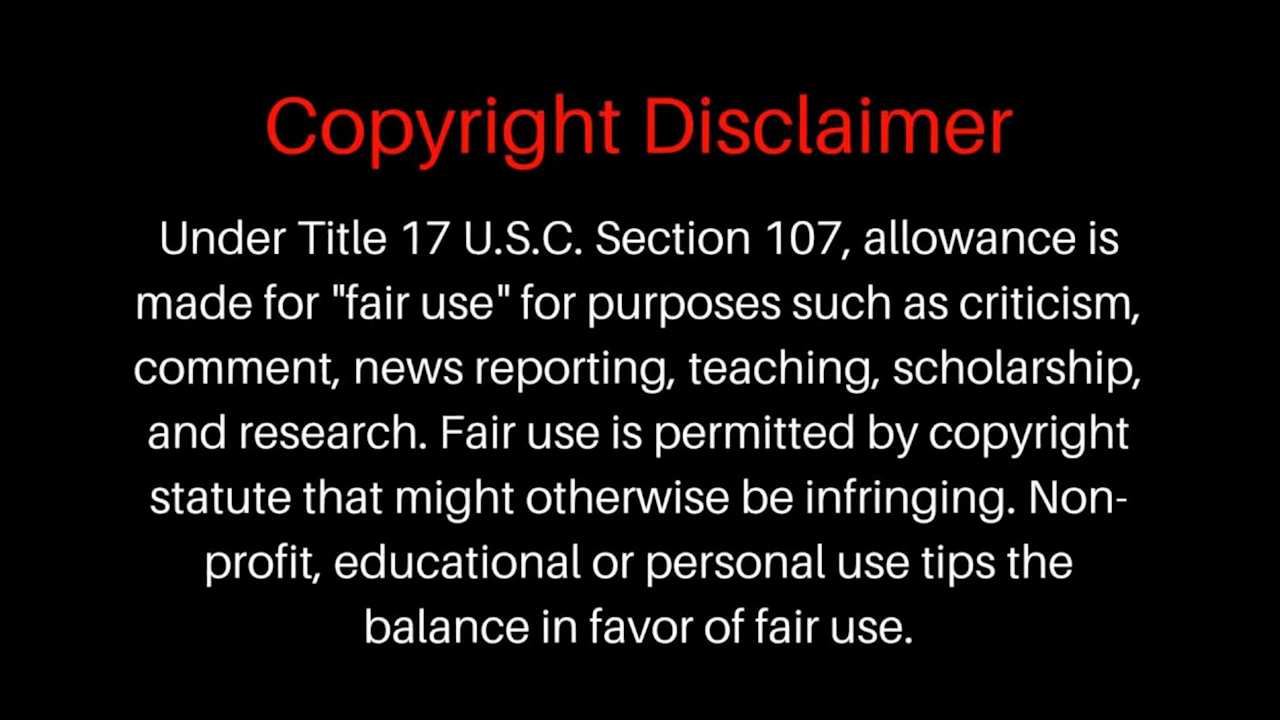 Copyright Disclaimer
Under Title 17 U.S.C. Section 107, allowance is
made for "fair use" for purposes such as criticism,
comment, news reporting, teaching, scholarship,
and research. Fair use is permitted by copyright
statute that might otherwise be infringing. Non-
profit, educational or personal use tips the
balance in favor of fair use.